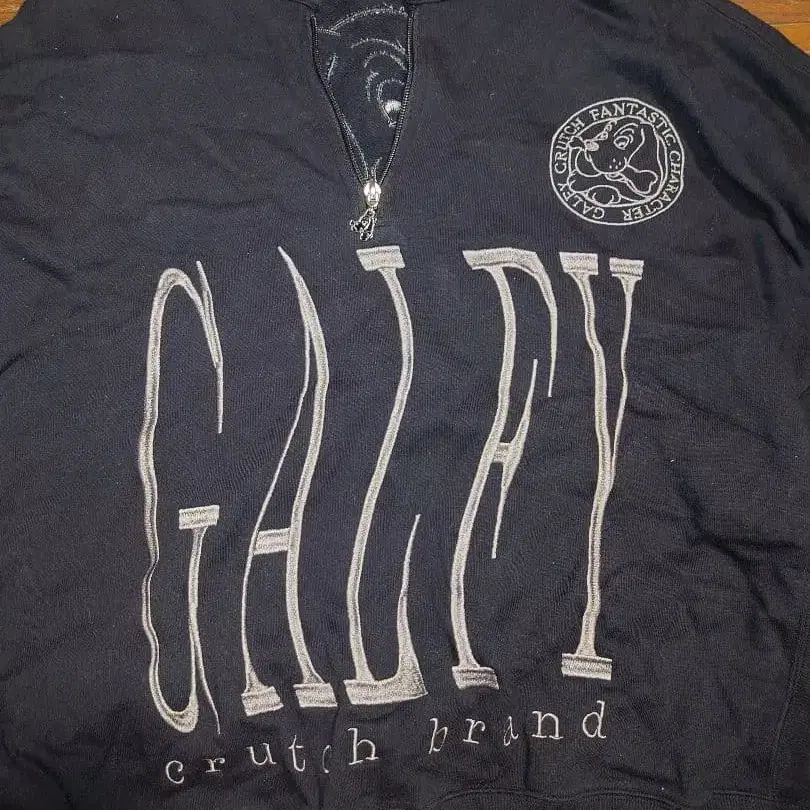 GALFY CRUTCH FANTASTIC CHARACTER
GALFY
crutch brand